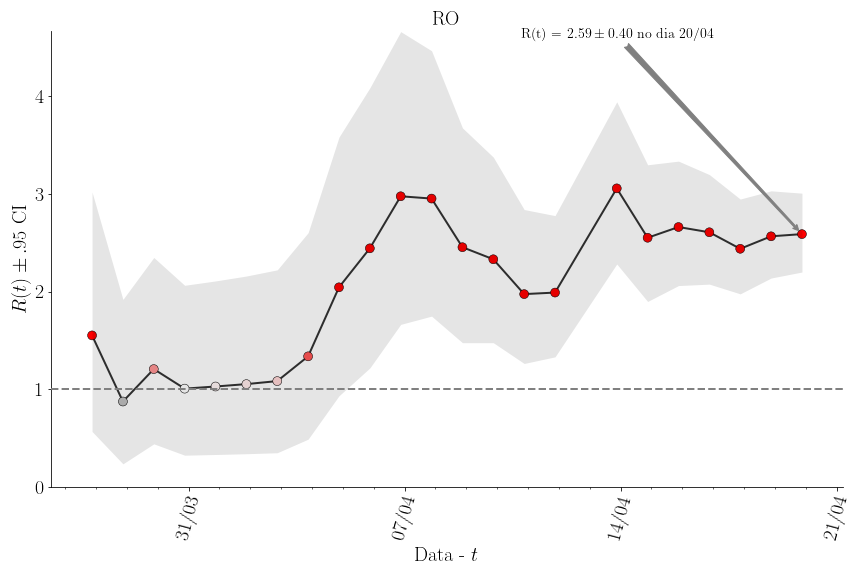 RO
R(t) = 2.59 ± 0.40 no dia 20/04
R(t) ± .95 CI
4
3
2
1
0
31/03
07/04
14/04
21/04
Data - t